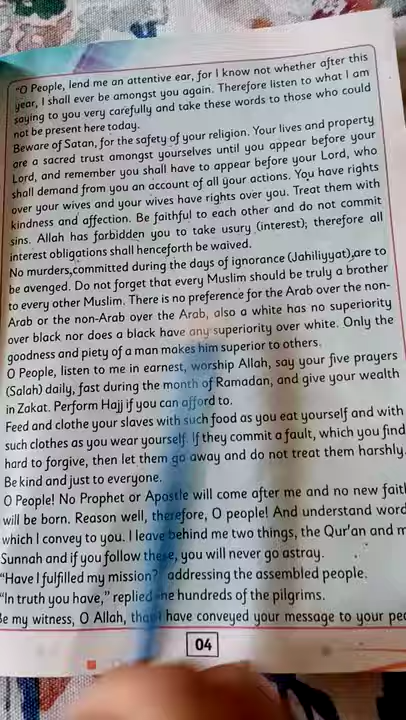 "O People, lend me an attentive ear, for I know not whether after this
year, I shall ever be amongst you again. Therefore listen to what I am
saying to you very carefully and take these words to those who could
not be present here today.
Beware of Satan, for the safety of your religion. Your lives and property
are a sacred trust amongst yourselves until you appear before your
Lord, and remember you shall have to appear before your Lord, who
shall demand from you an account of all your actions. You have rights
over your wives and your wives have rights over you. Treat them with
kindness and affection. Be faithful to each other and do not commit
sins. Allah has forbidden you to take usury (interest); therefore all
interest obligations shall henceforth be waived.
No murders,committed during the days of ignorance (Jahiliyyat),are to
be avenged. Do not forget that every Muslim should be truly a brother
to every other Muslim. There is no preference for the Arab over the non-
Arab or the non-Arab over the Arab, also a white has no superiority
over black nor does a black have any superiority over white. Only the
goodness and piety of a man makes him superior to others.
O People, listen to me in earnest, worship Allah, say your five prayers
(Salah) daily, fast during the month of Ramadan, and give your wealth
in Zakat. Perform Hajj if you can afford to.
Feed and clothe your slaves with such food as you eat yourself and with
such clothes as you wear yourself. If they commit a fault, which you find
hard to forgive, then let them go away and do not treat them harshly.
Be kind and just to everyone.
O People! No Prophet or Apostle will come after me and no new fait
will be born. Reason well, therefore, O people! And understand word
which I convey to you. I leave behind me two things, the Qur'an and m
Sunnah and if you follow these, you will never go astray.
"Have I fulfilled my mission? addressing the assembled people.
"In truth you have," replied the hundreds of the pilgrims.
Be my witness, O Allah, that I have conveyed your message to your peo
04